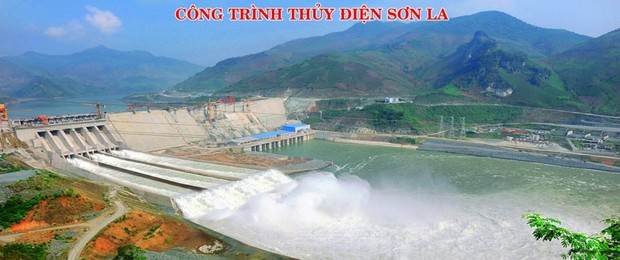 CÔNG TRÌNH THỦY ĐIỆN SƠN LA